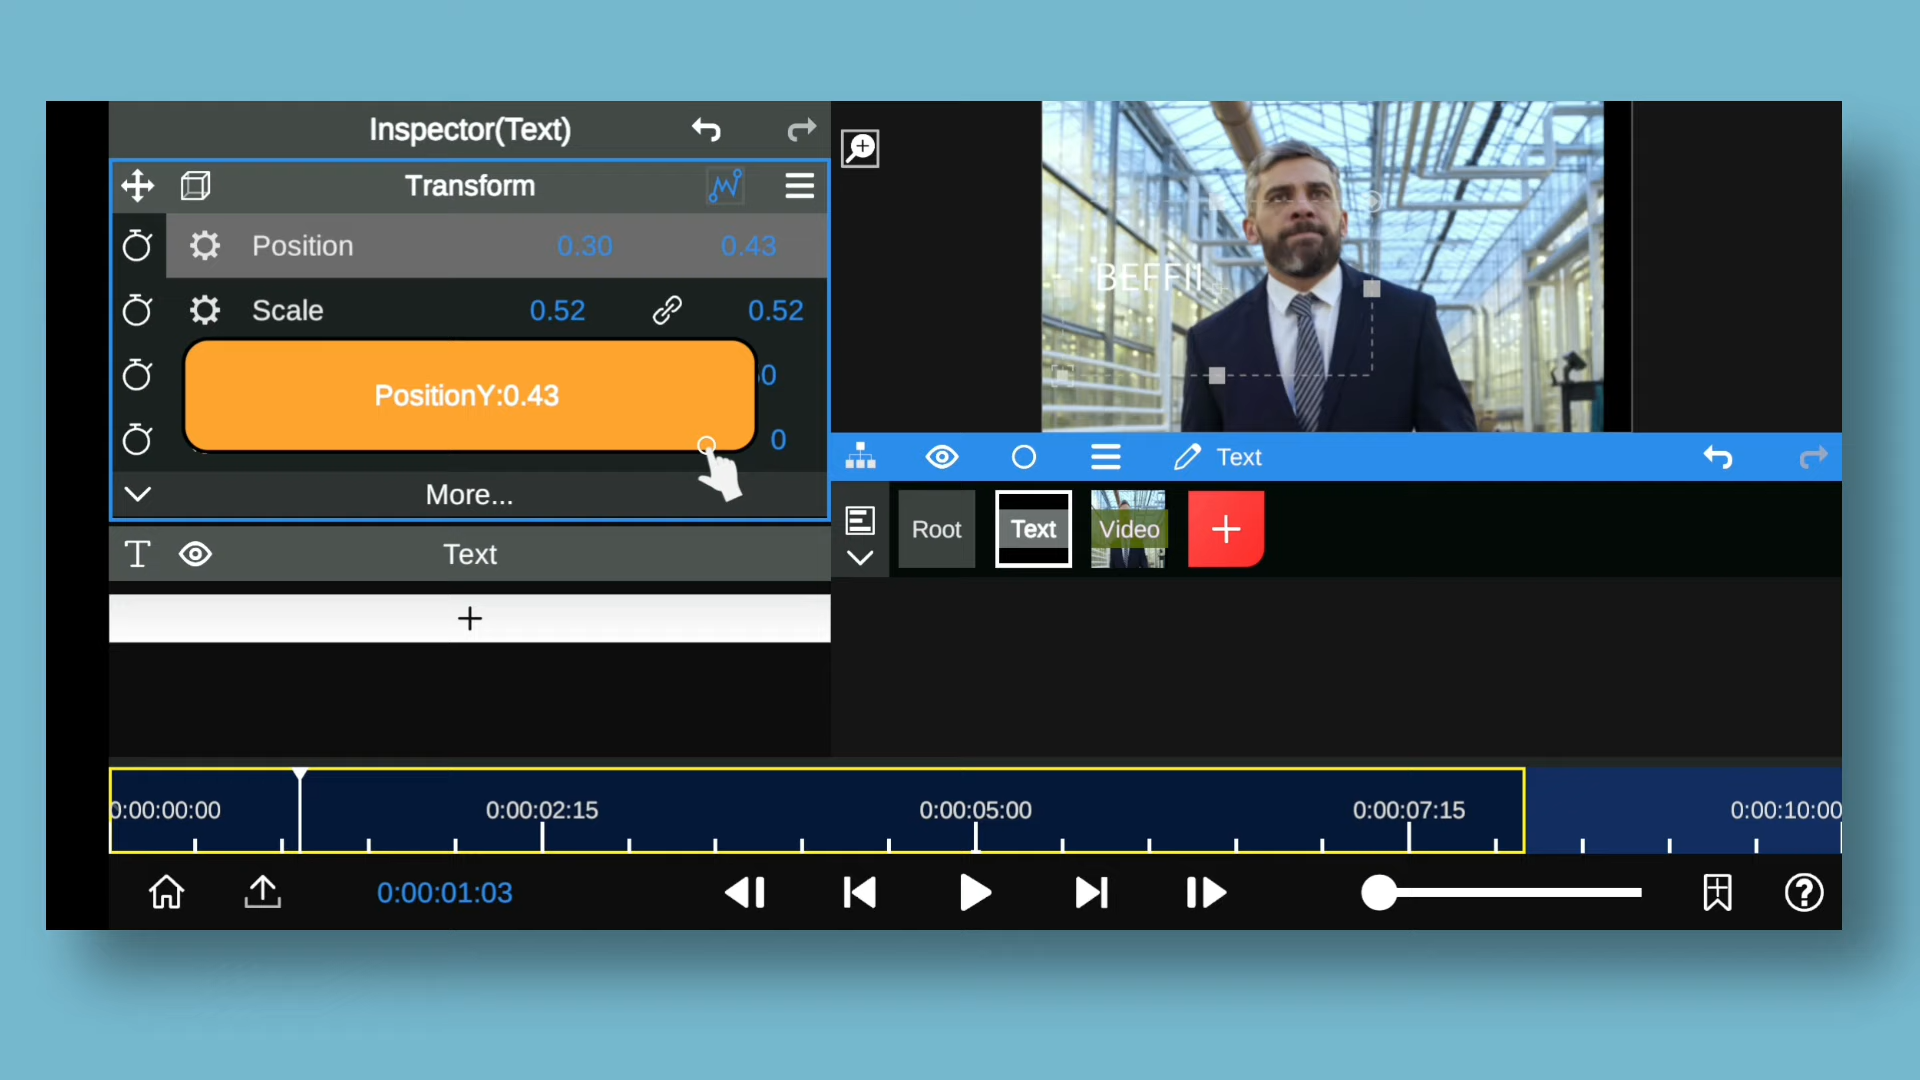 Inspector(Text)
Transform
Position 0.30 0.43
Scale 0.52 0.52
PositionY:0.43
0
More...
Text
BEFFII
Text
Root Text Video
0:00:00:00 0:00:02:15 0:00:05:00 0:00:07:15 0:00:10:00
0:00:01:03